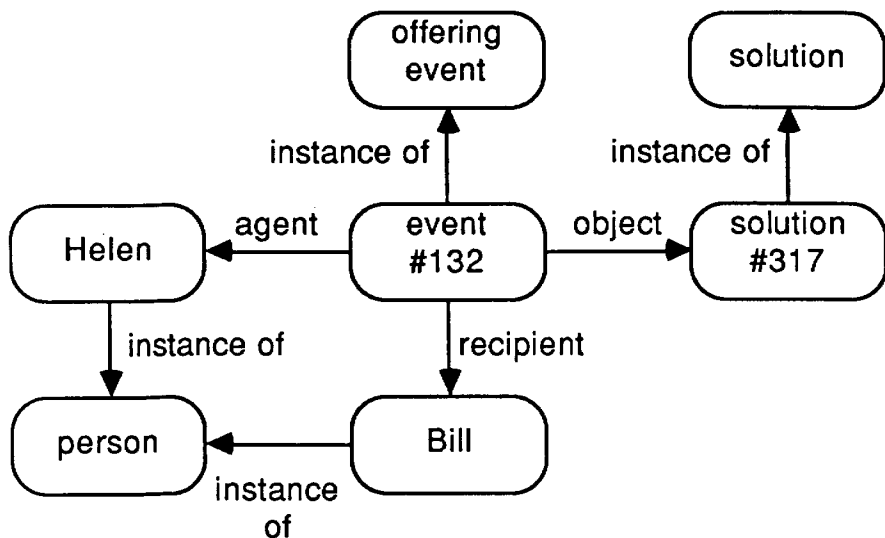 offering
event
solution
instance of
instance of
Helen
agent
event
#132
object
solution
#317
instance of
recipient
person
Bill
instance
of